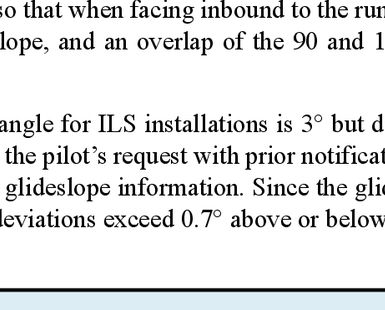 so that when facing inbound to the run
lope, and an overlap of the 90 and 1
angle for ILS installations is 3° but d
the pilot’s request with prior notificat
glideslope information. Since the glid
deviations exceed 0.7° above or below